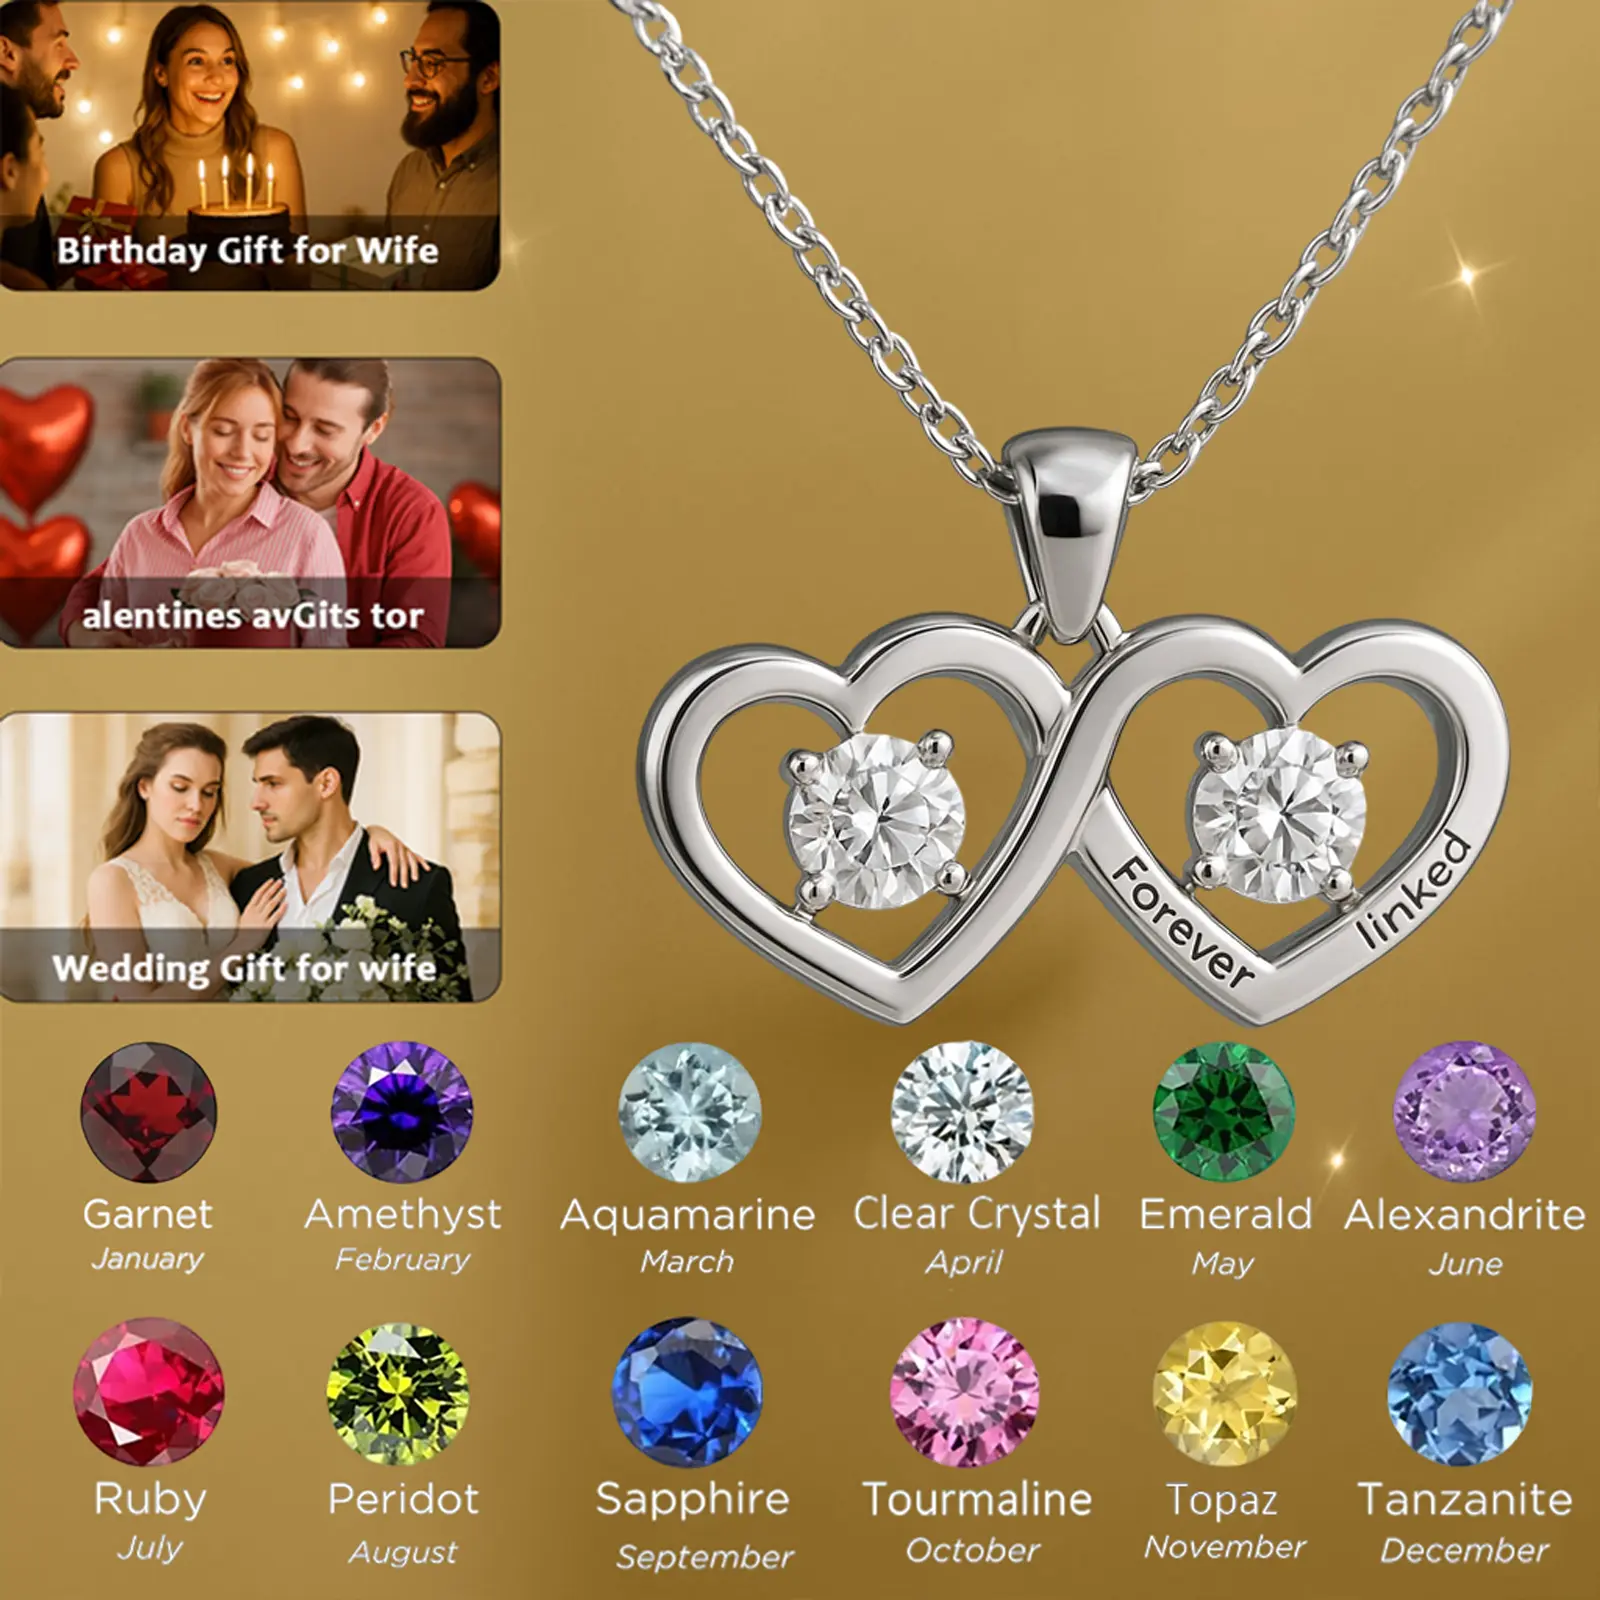 Birthday Gift for Wife
alentines avGits tor
Wedding Gift for wife
Forever linked
Garnet
January
Amethyst
February
Aquamarine
March
Clear Crystal
April
Emerald
May
Alexandrite
June
Ruby
July
Peridot
August
Sapphire
September
Tourmaline
October
Topaz
November
Tanzanite
December